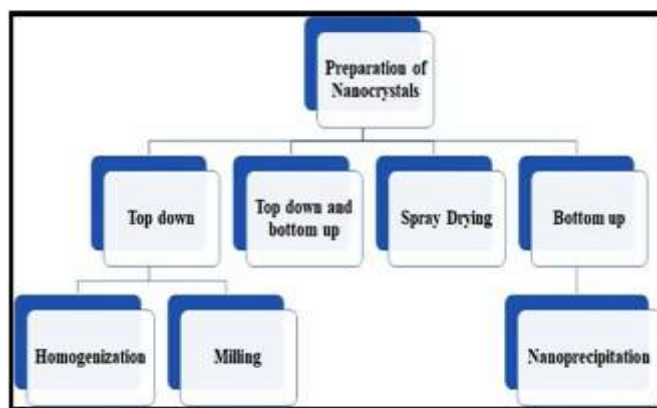 Preparation of
Nanocrystals
Top down
Top down and
bottom up
Spray Drying
Bottom up
Homogenization
Milling
Nanoprecipitation